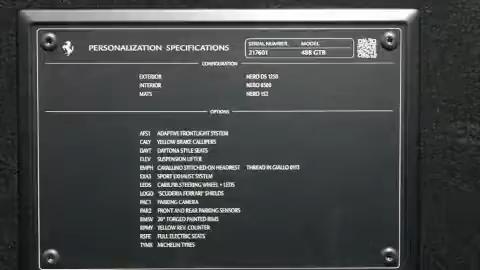 PERSONALIZATION SPECIFICATIONS
SERIAL NUMBER MODEL
217601 488 GTB
CONFIGURATION
EXTERIOR NERO DS 1250
INTERIOR NERO 8500
MATS NERO 152
OPTIONS
AFS1 ADAPTIVE FRONTLIGHT SYSTEM
CALY YELLOW BRAKE CALLIPERS
DAYT DAYTONA STYLE SEATS
ELEV SUSPENSION LIFTER
EMPH CAVALLINO STITCHED ON HEADREST THREAD IN GIALLO 0113
EXA3 SPORT EXHAUST SYSTEM
LEDS CARB.FIB.STEERING WHEEL + LEDS
LOGO "SCUDERIA FERRARI" SHIELDS
PAC1 PARKING CAMERA
PAR2 FRONT AND REAR PARKING SENSORS
RMSV 20" FORGED PAINTED RIMS
RPMY YELLOW REV. COUNTER
RSFE FULL ELECTRIC SEATS
TYMX MICHELIN TYRES